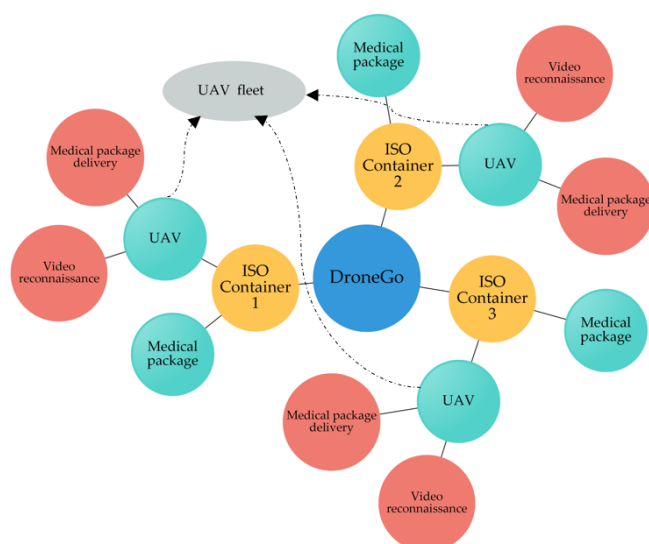 Medical
package
UAV  fleet
Video
reconnaissance
Medical package
delivery
ISO
Container
2
UAV
Medical package
delivery
UAV
Video
reconnaissance
ISO
Container
1
DroneGo
ISO
Container
3
Medical
package
Medical
package
UAV
Medical package
delivery
Video
reconnaissance